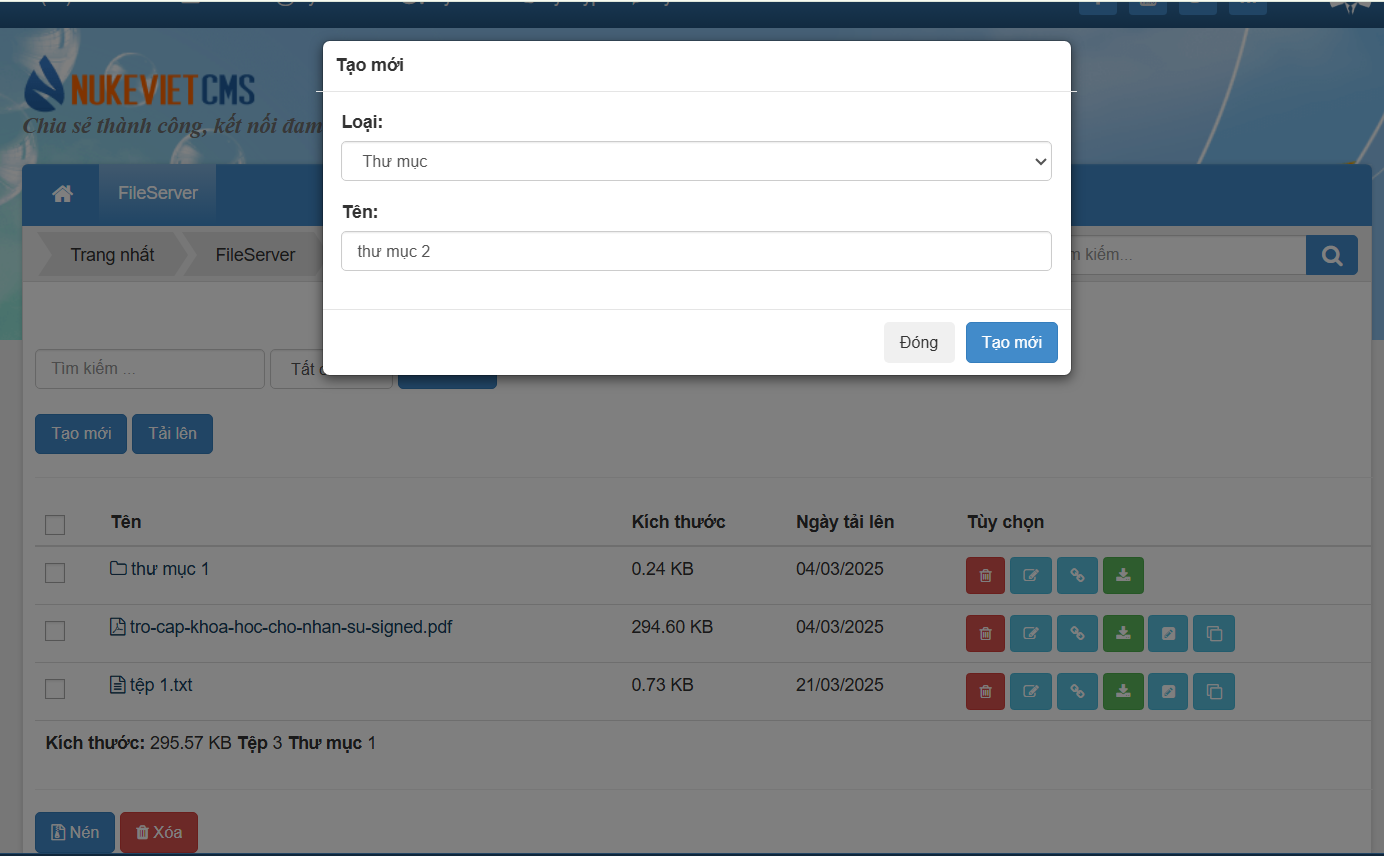 Tạo mới
NUKEVIET CMS
Chia sẻ thành công, kết nối đam
Loại:
Thư mục
FileServer
Tên:
thư mục 2
Trang nhất
FileServer
m kiếm...
Đóng
Tạo mới
Tìm kiếm ...
Tất
Tạo mới
Tải lên
Tên Kích thước Ngày tải lên Tùy chọn
thư mục 1 0.24 KB 04/03/2025
tro-cap-khoa-hoc-cho-nhan-su-signed.pdf 294.60 KB 04/03/2025
tệp 1.txt 0.73 KB 21/03/2025
Kích thước: 295.57 KB Tệp 3 Thư mục 1
Nén
Xóa